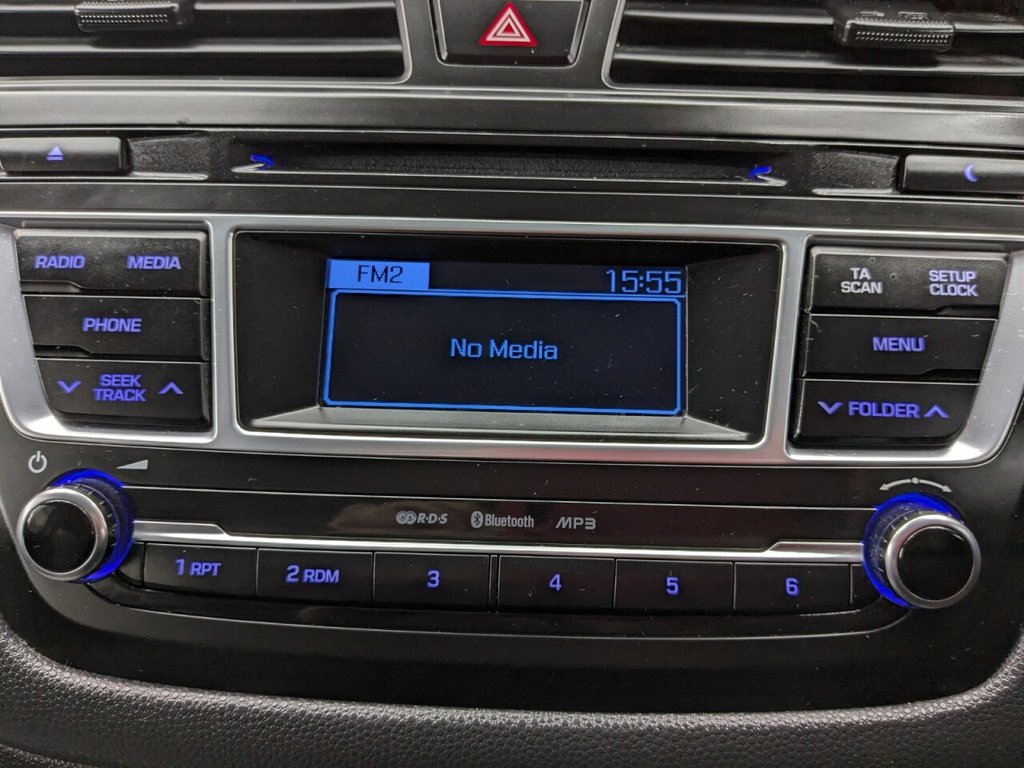 RADIO
MEDIA
PHONE
SEEK
TRACK
FM2
15:55
No Media
TA
SCAN
SETUP
CLOCK
MENU
FOLDER
R·D·S
Bluetooth
MP3
1 RPT
2 RDM
3
4
5
6